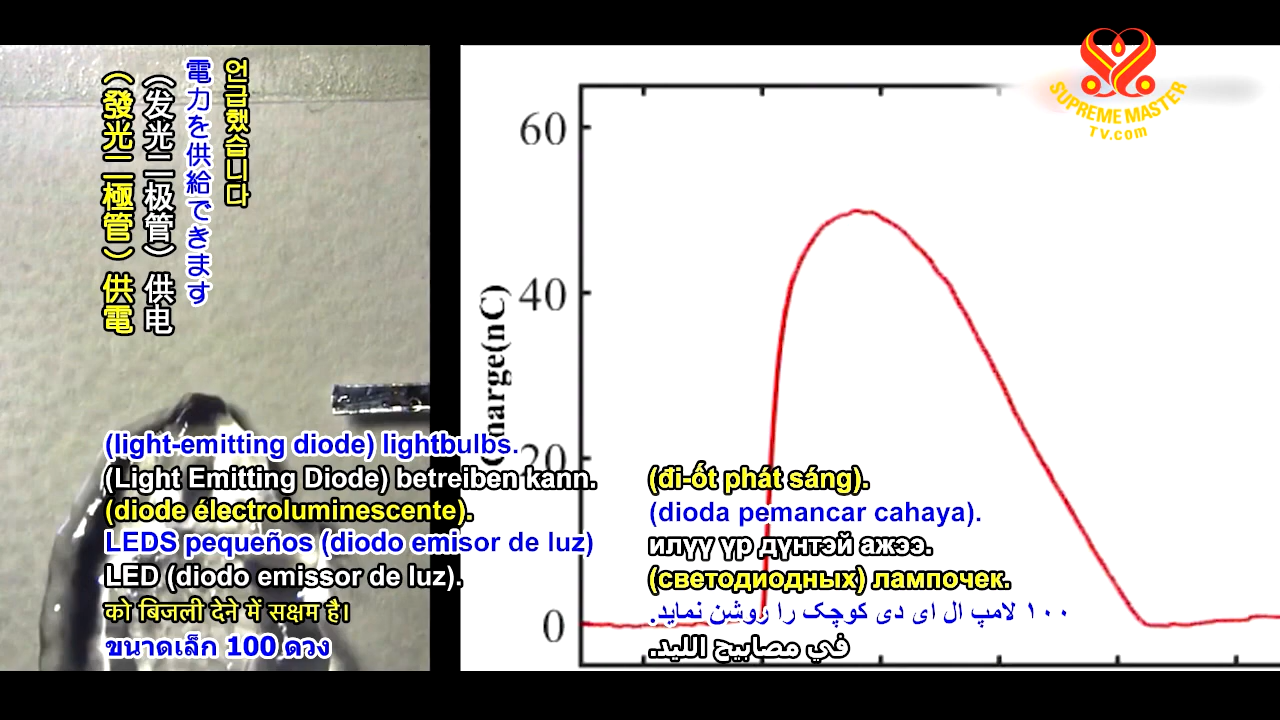 언급했습니다
電力を供給できます
（发光二极管）供电
（發光二極管）供電
SUPREME MASTER
TV.com
60
40
20
0
(light-emitting diode) lightbulbs.
(Light Emitting Diode) betreiben kann.
(diode électroluminescente).
LEDS pequeños (diodo emisor de luz)
LED (diodo emissor de luz).
को बिजली देने में सक्षम है।
ขนาดเล็ก 100 ดวง
(đi-ốt phát sáng).
(dioda pemancar cahaya).
илүү үр дүнтэй ажээ.
(светодиодных) лампочек.
۱۰۰ لامپ ال ای دی کوچک را روشن نماید.
في مصابيح الليد.